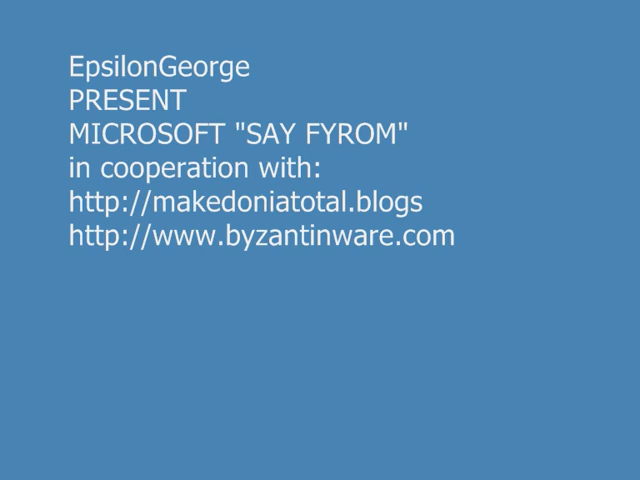 EpsilonGeorge
PRESENT
MICROSOFT "SAY FYROM"
in cooperation with:
http://makedoniatotal.blogs
http://www.byzantinware.com